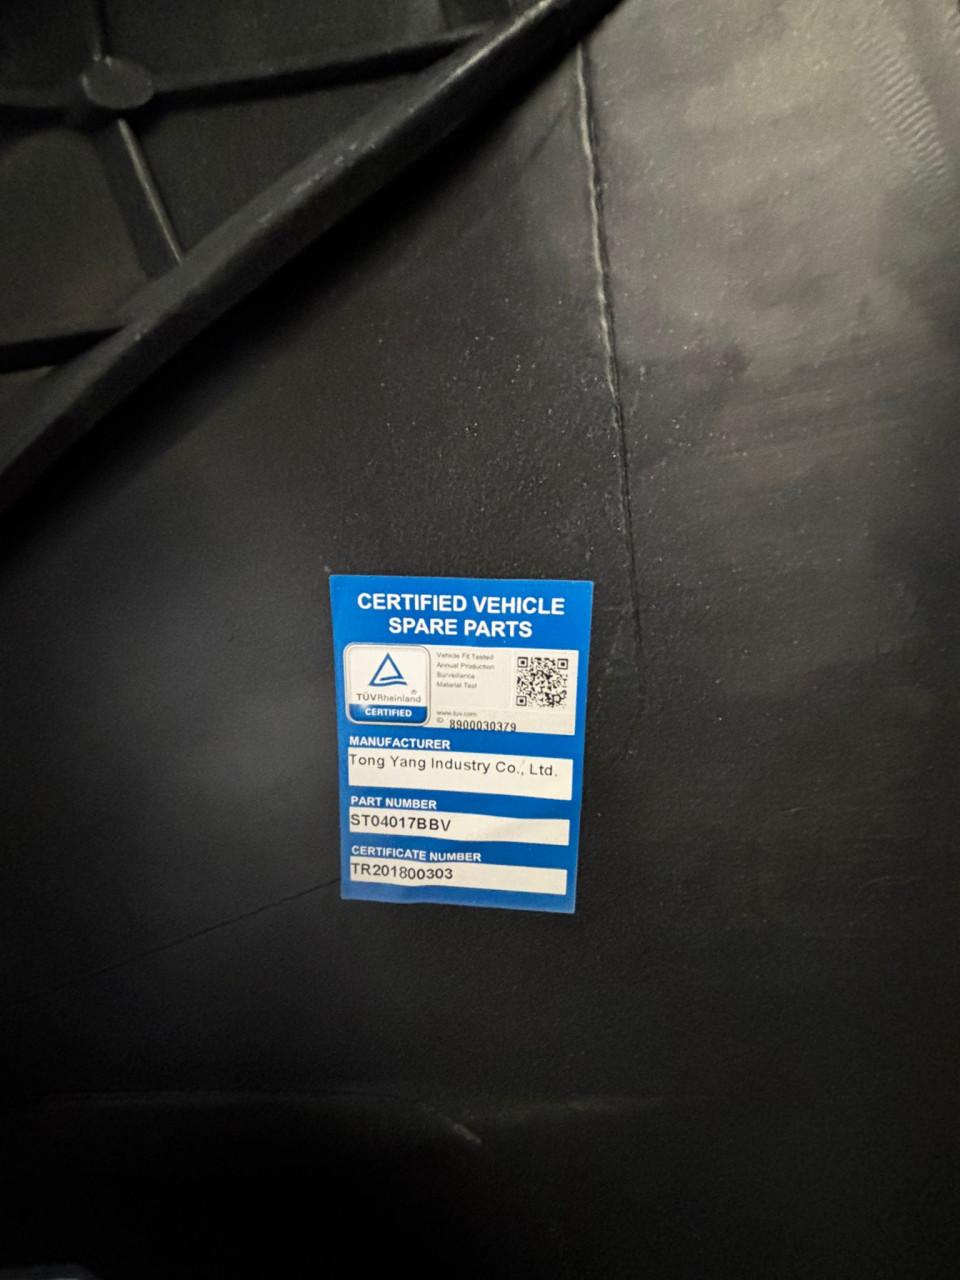 CERTIFIED VEHICLE
SPARE PARTS
TÜVRheinland®
CERTIFIED
Vehicle Fit Tested
Annual Production
Surveillance
Material Test
www.tuv.com
ID 8900030379
MANUFACTURER
Tong Yang Industry Co., Ltd.
PART NUMBER
ST04017BBV
CERTIFICATE NUMBER
TR201800303